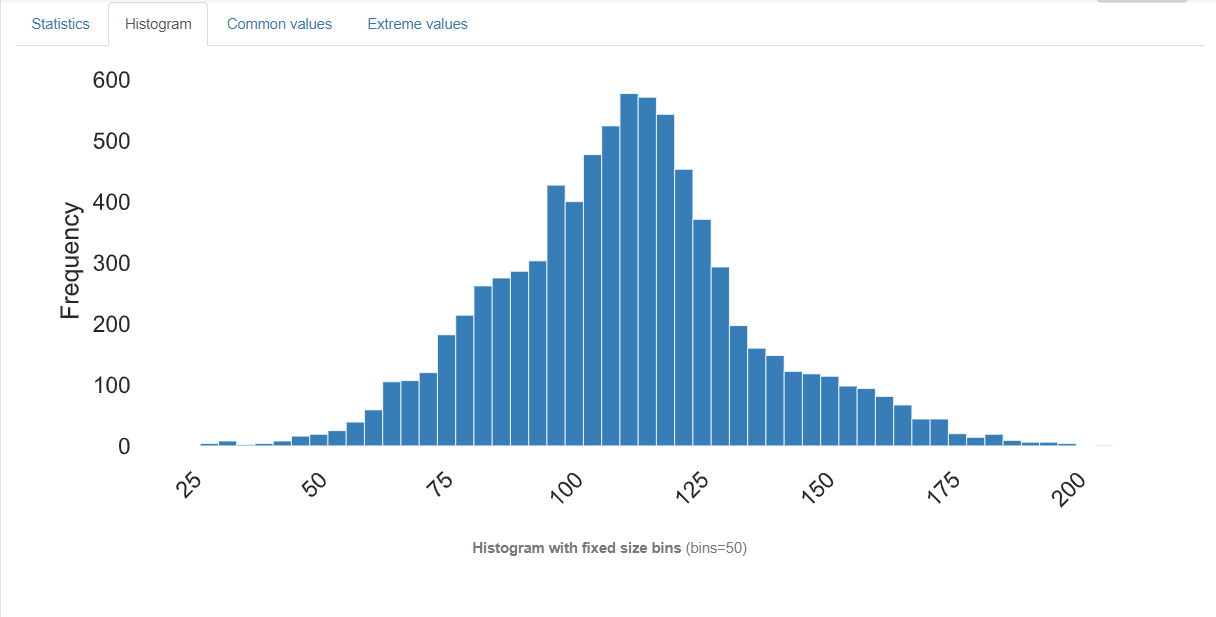 Statistics Histogram Common values Extreme values
600
500
400
300
200
100
0
Frequency
25 50 75 100 125 150 175 200
Histogram with fixed size bins (bins=50)